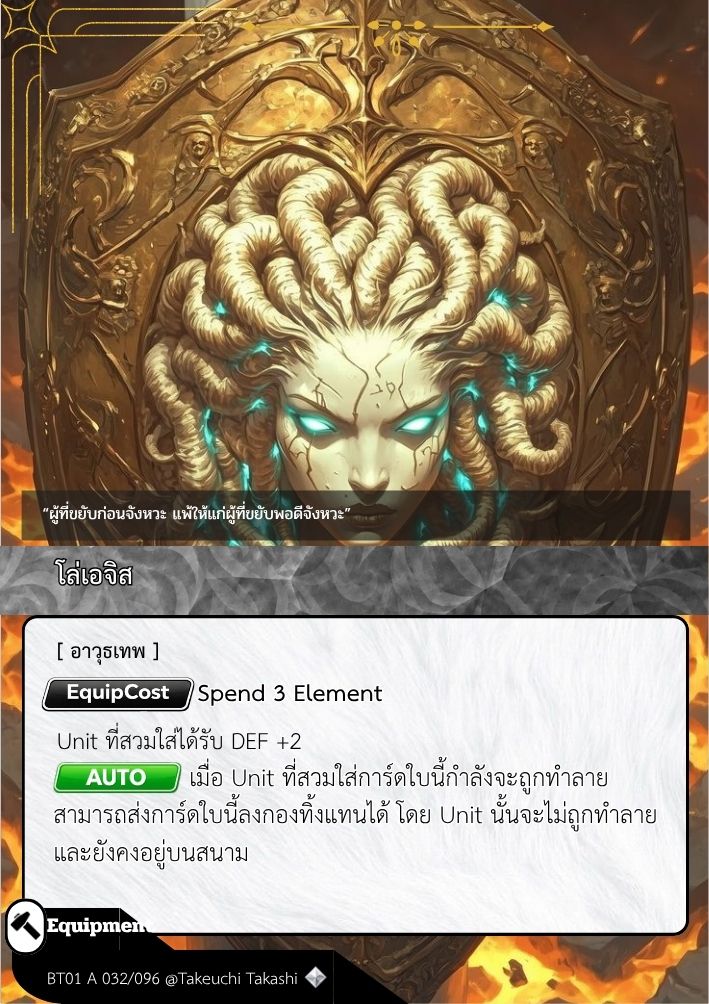 “ผู้ที่ขยับก่อนจังหวะ แพ้ให้แก่ผู้ที่ขยับพอดีจังหวะ”
โล่เอจิส
[ อาวุธเทพ ]
EquipCost Spend 3 Element
Unit ที่สวมใส่ได้รับ DEF +2
AUTO เมื่อ Unit ที่สวมใส่การ์ดใบนี้กำลังจะถูกทำลาย
สามารถส่งการ์ดใบนี้ลงกองทิ้งแทนได้ โดย Unit นั้นจะไม่ถูกทำลาย
และยังคงอยู่บนสนาม
Equipment
BT01 A 032/096 @Takeuchi Takashi